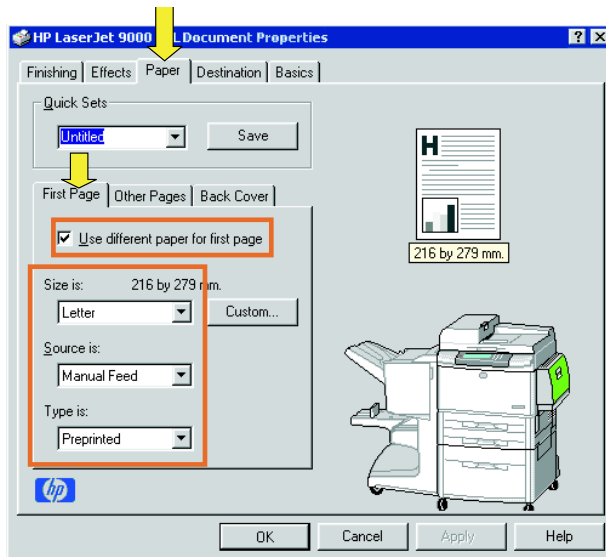 HP LaserJet 9000 L Document Properties
Finishing Effects Paper Destination Basics
Quick Sets
Untitled Save
First Page Other Pages Back Cover
Use different paper for first page
Size is: 216 by 279 mm.
Letter Custom...
Source is:
Manual Feed
Type is:
Preprinted
H
216 by 279 mm.
hp
OK Cancel Apply Help